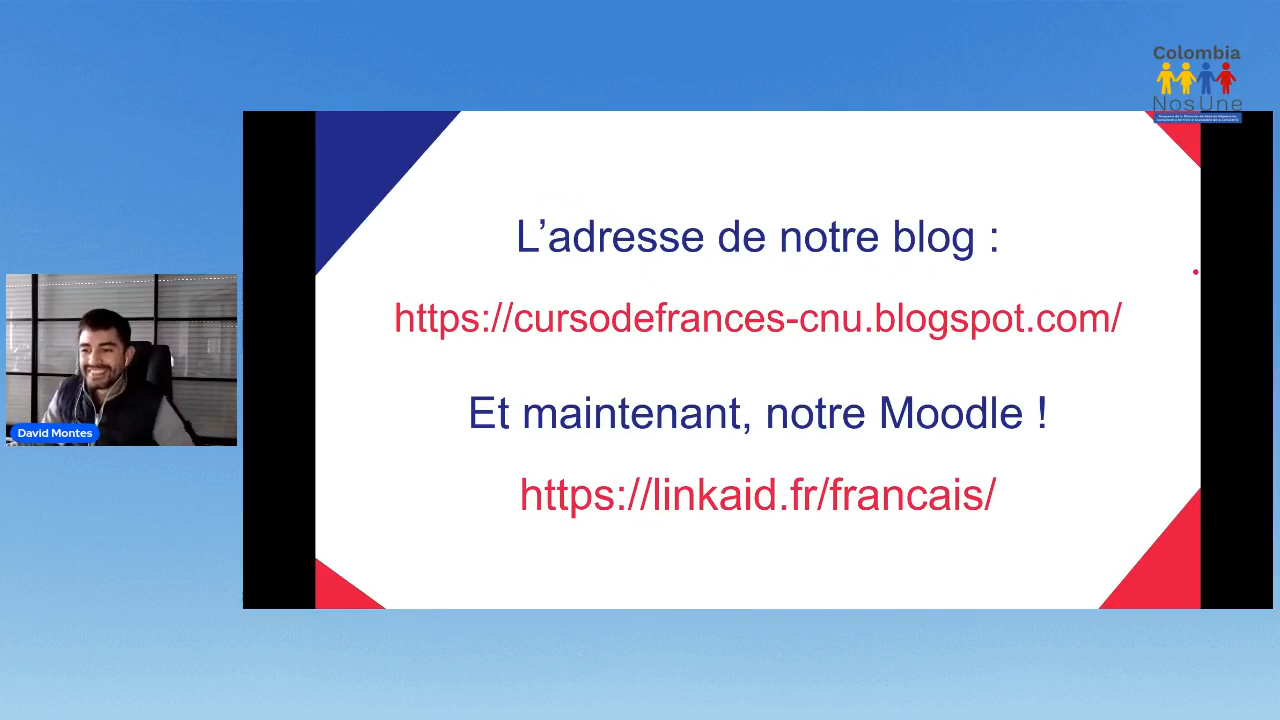 Colombia
NosUne
L’adresse de notre blog :
https://cursodefrances-cnu.blogspot.com/
Et maintenant, notre Moodle !
https://linkaid.fr/francais/
David Montes